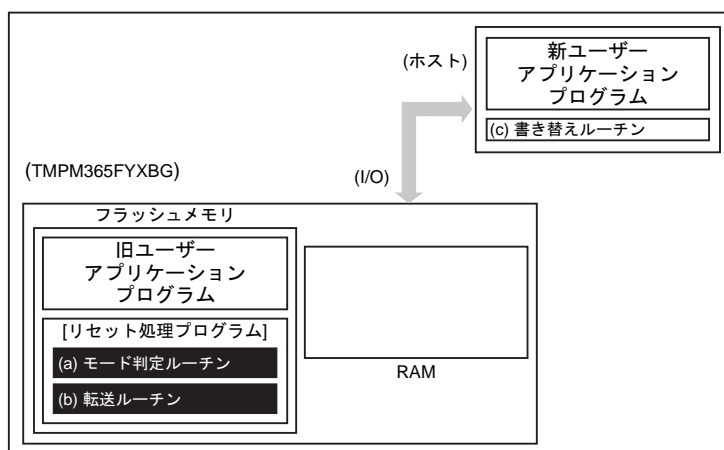 (ホスト)
新ユーザー
アプリケーション
プログラム
(c) 書き替えルーチン
(TMPM365FYXBG)
(I/O)
フラッシュメモリ
旧ユーザー
アプリケーション
プログラム
[リセット処理プログラム]
(a) モード判定ルーチン
(b) 転送ルーチン
RAM